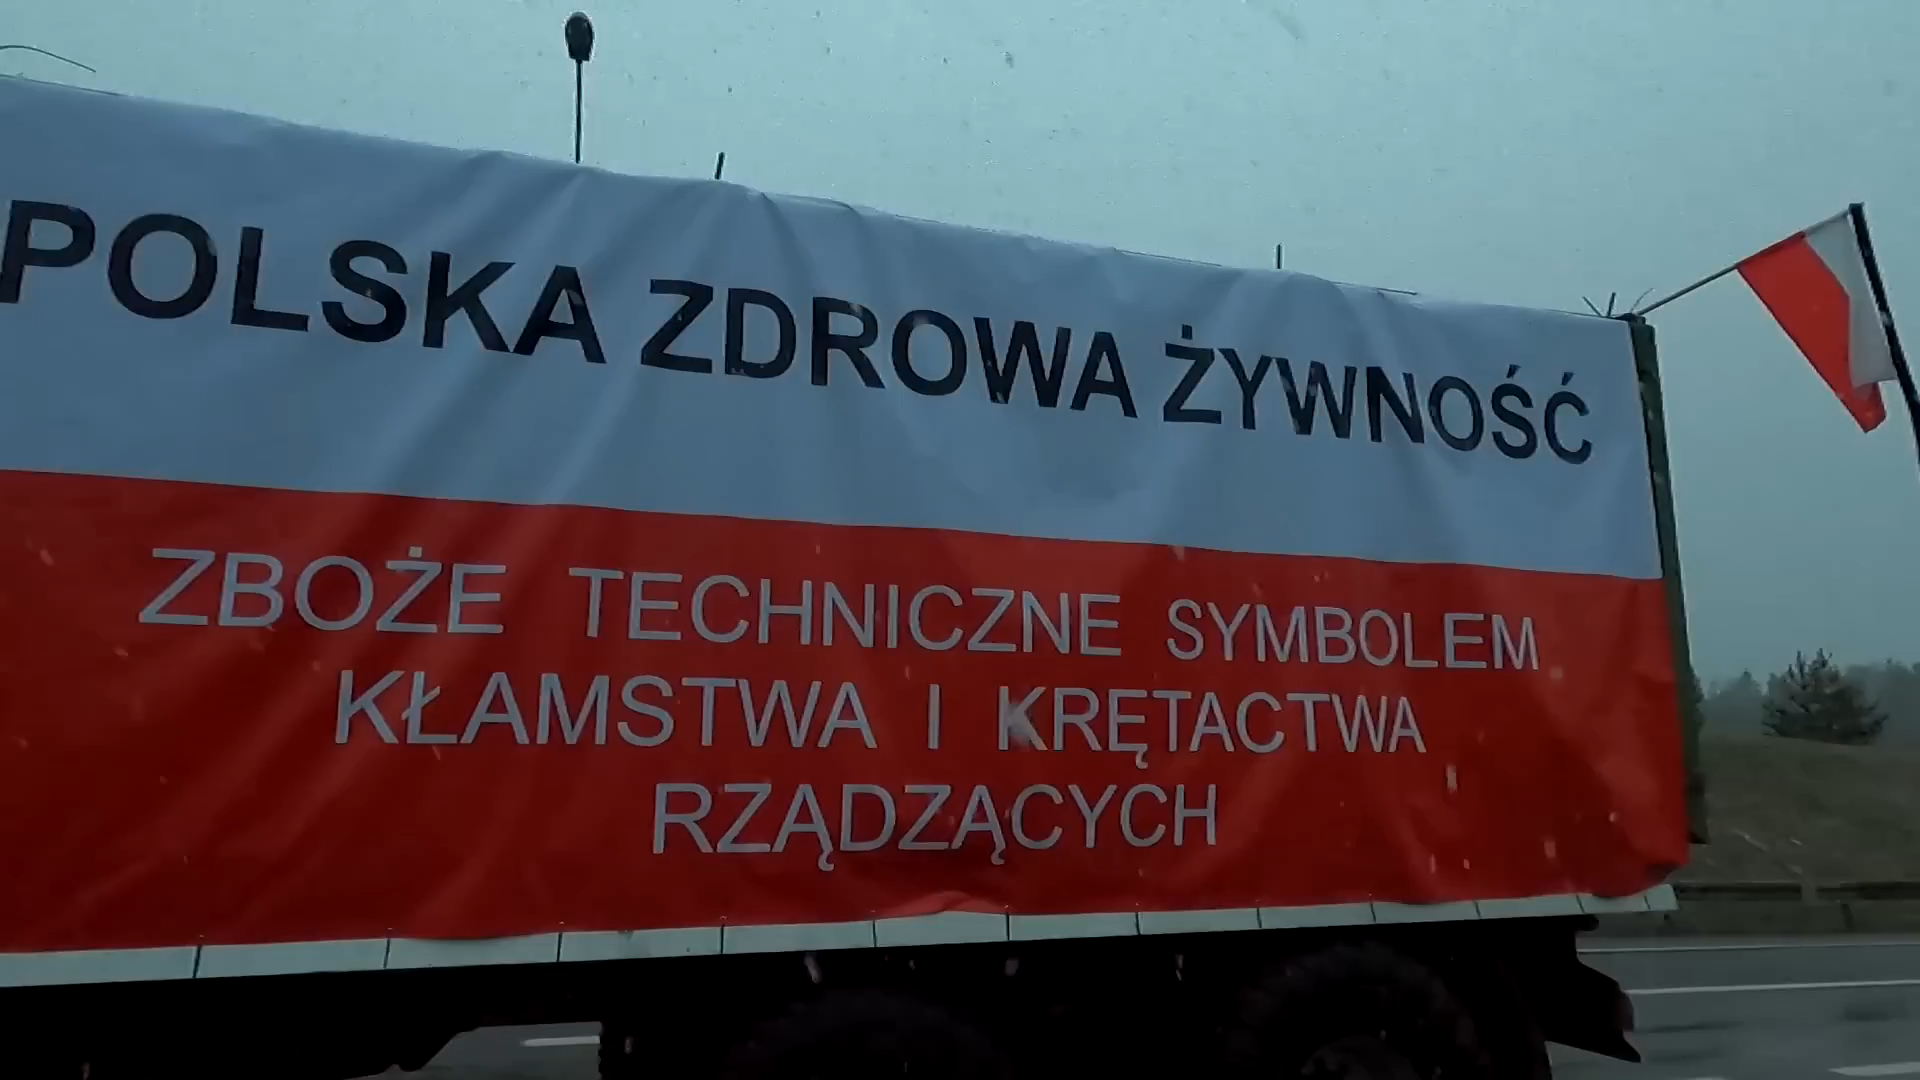 POLSKA ZDROWA ŻYWNOŚĆ
ZBOŻE TECHNICZNE SYMBOLEM
KŁAMSTWA I KRĘTACTWA
RZĄDZĄCYCH